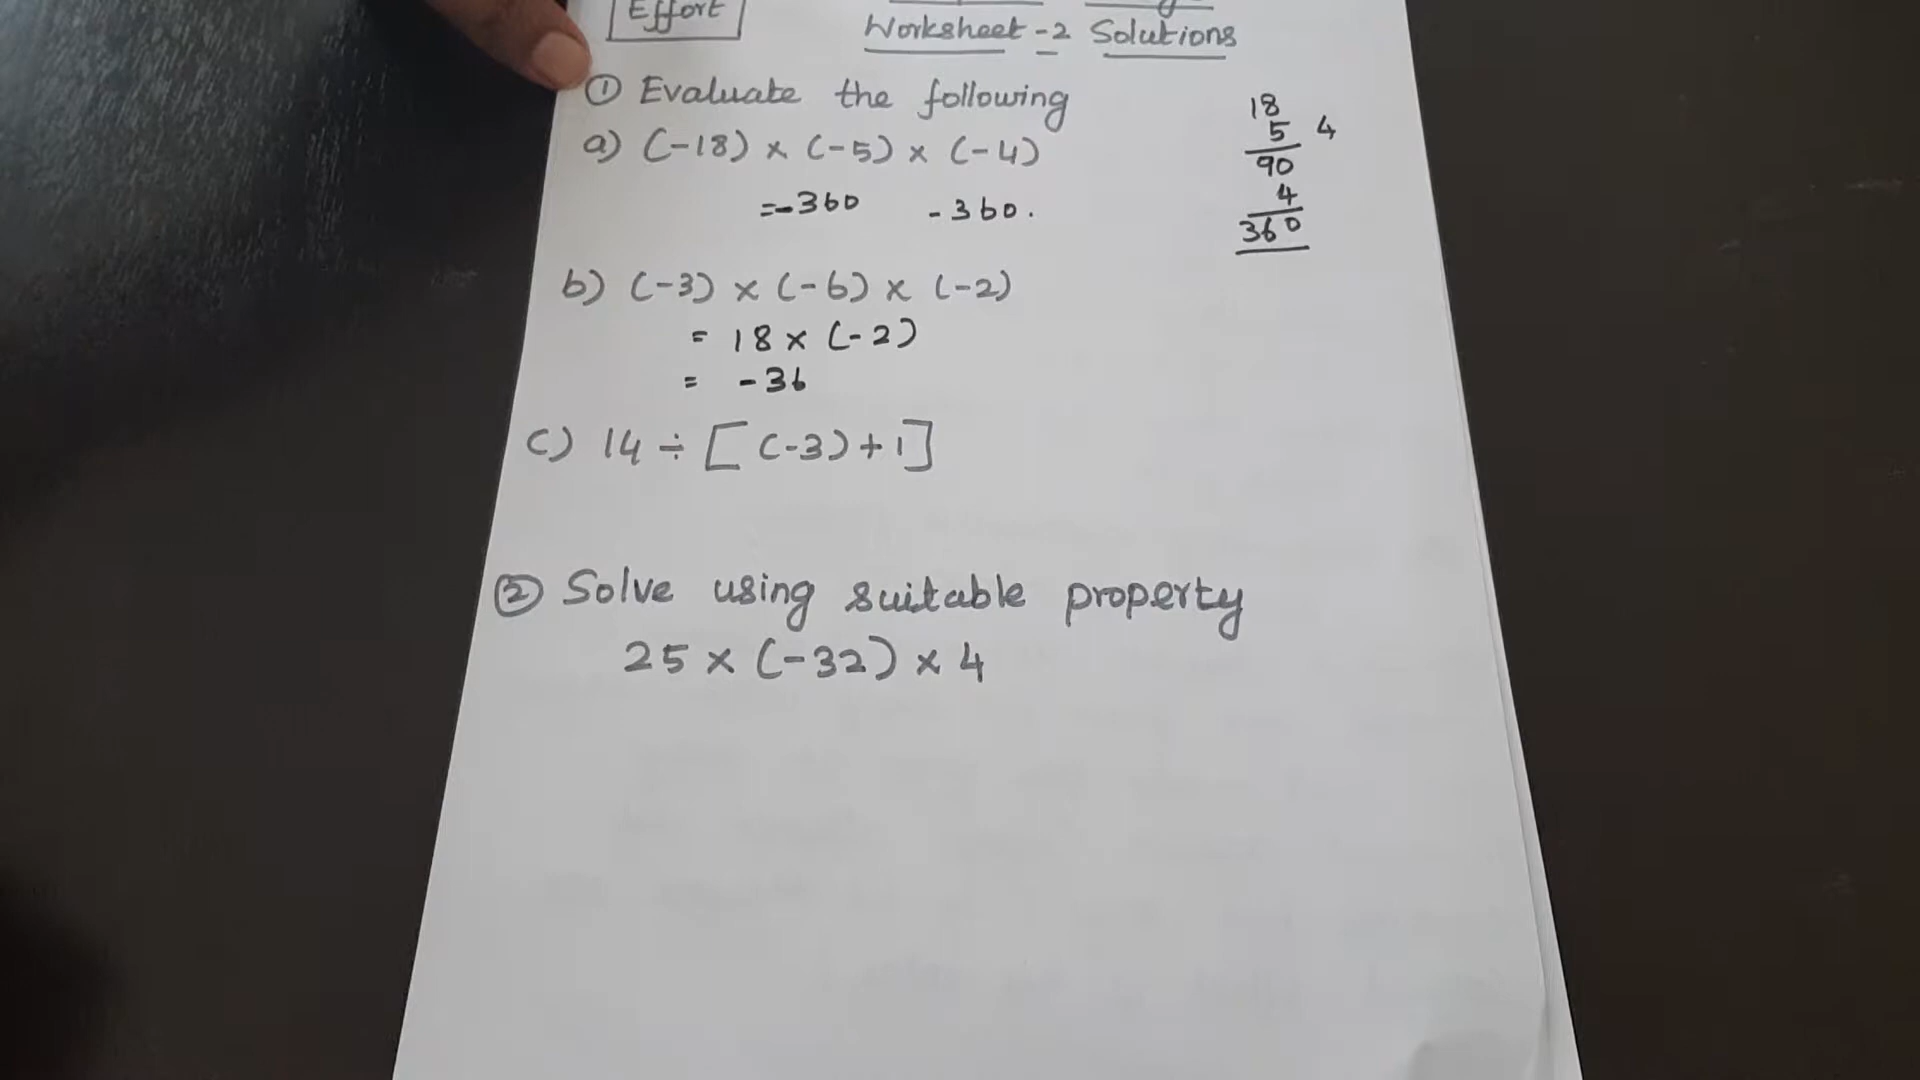 Effort
Worksheet - 2 Solutions
① Evaluate the following
a) (-18) × (-5) × (-4)
=-360 -360.
18
5 4
90
4
360
b) (-3) × (-6) × (-2)
= 18 × (-2)
= -36
c) 14 ÷ [(-3)+1]
② Solve using suitable property
25 × (-32) × 4